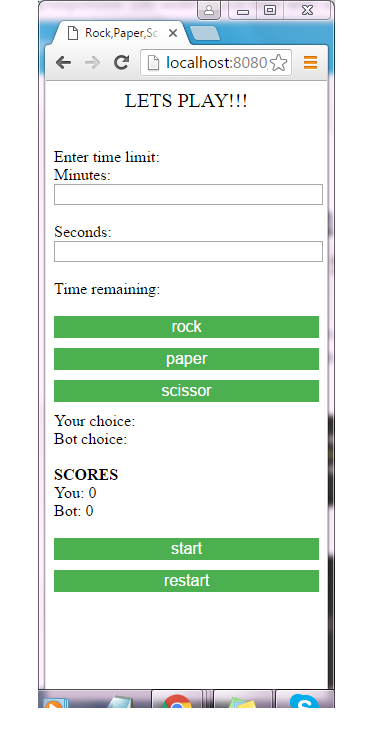 Rock,Paper,Sc
localhost:8080
LETS PLAY!!!
Enter time limit:
Minutes:
Seconds:
Time remaining:
rock
paper
scissor
Your choice:
Bot choice:
SCORES
You: 0
Bot: 0
start
restart